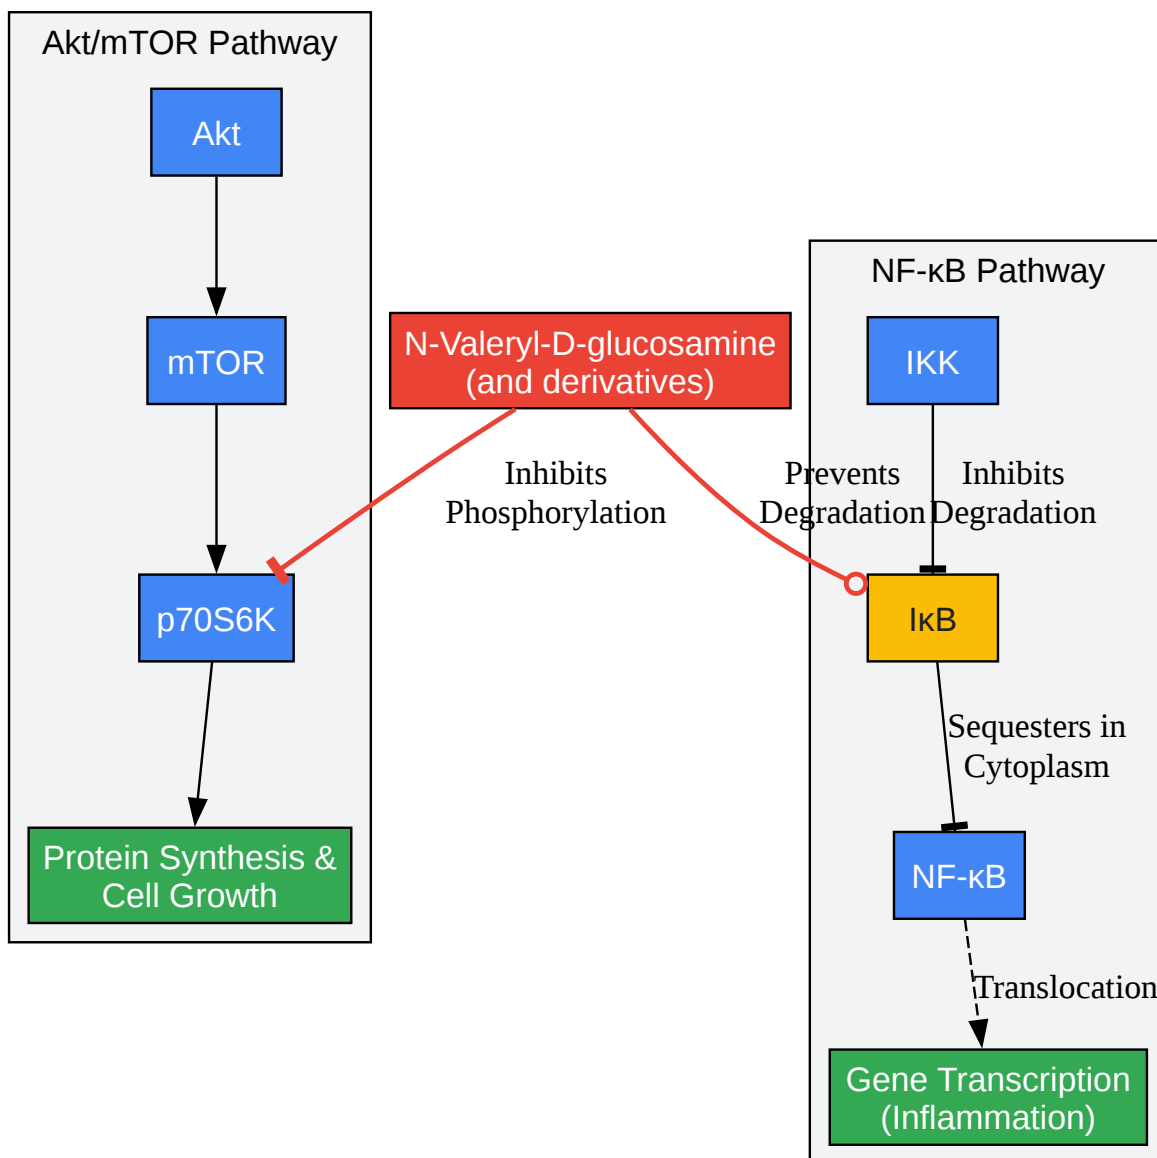 Akt/mTOR Pathway
Akt
mTOR
p70S6K
Protein Synthesis &
Cell Growth
N-Valeryl-D-glucosamine
(and derivatives)
Inhibits
Phosphorylation
Prevents
Degradation
NF-κB Pathway
IKK
Inhibits
Degradation
IκB
Sequesters in
Cytoplasm
NF-κB
Translocation
Gene Transcription
(Inflammation)